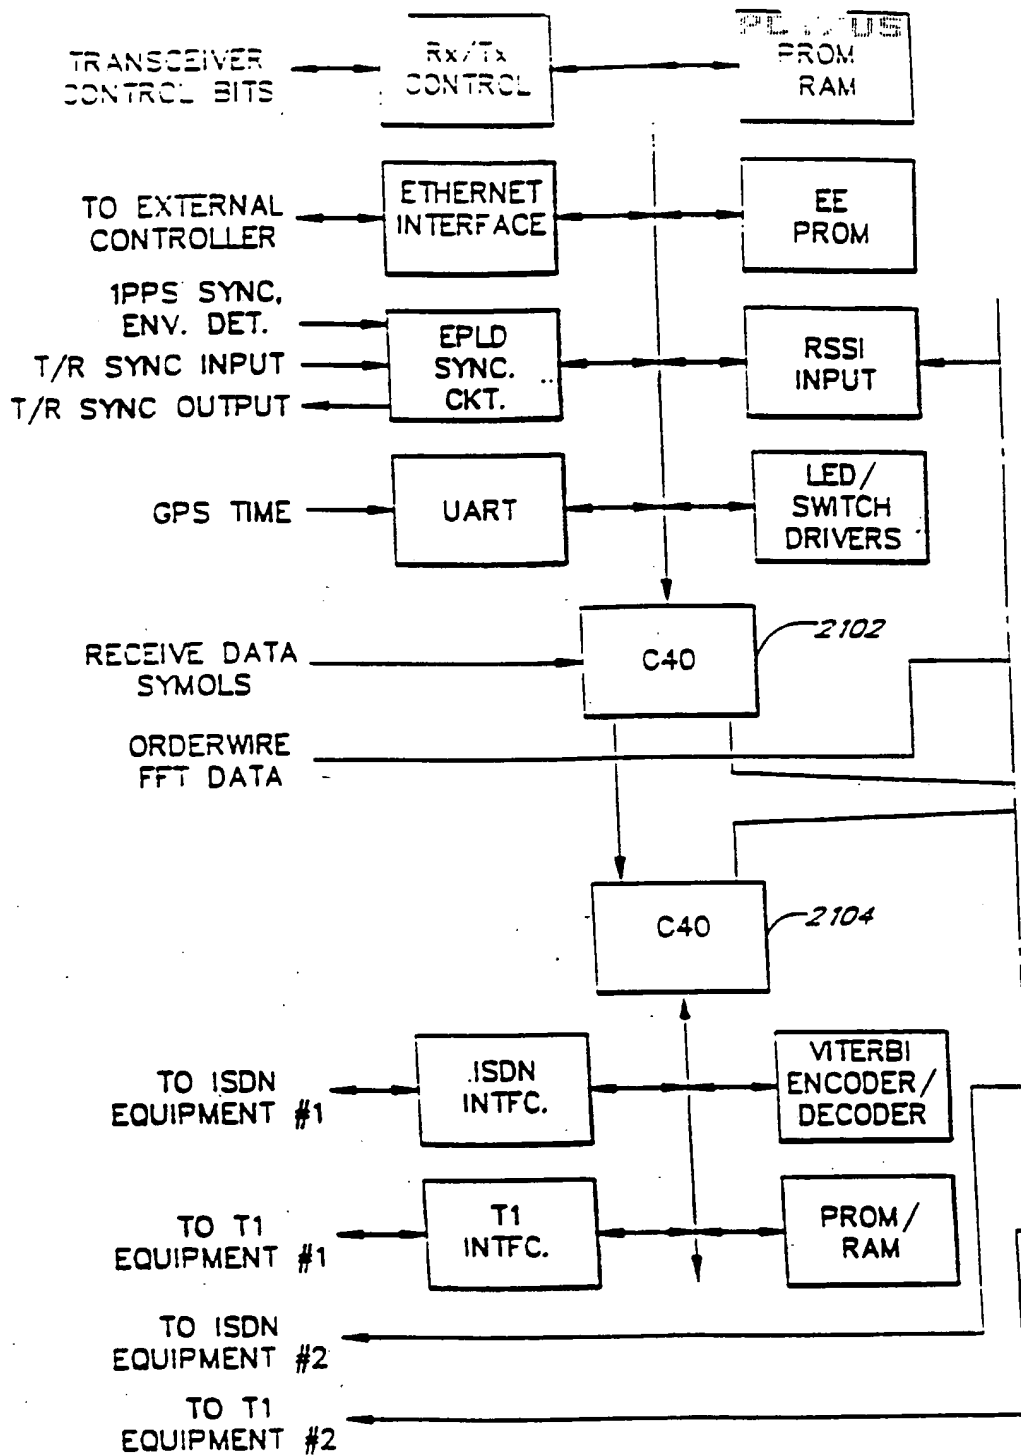 TRANSCEIVER
CONTROL BITS
Rx/Tx
CONTROL
PROM
RAM
TO EXTERNAL
CONTROLLER
ETHERNET
INTERFACE
EE
PROM
1PPS SYNC,
ENV. DET.
T/R SYNC INPUT
T/R SYNC OUTPUT
EPLD
SYNC.
CKT.
RSSI
INPUT
GPS TIME
UART
LED/
SWITCH
DRIVERS
RECEIVE DATA
SYMOLS
C40
2102
ORDERWIRE
FFT DATA
C40
2104
TO ISDN
EQUIPMENT #1
ISDN
INTFC.
VITERBI
ENCODER/
DECODER
TO T1
EQUIPMENT #1
T1
INTFC.
PROM/
RAM
TO ISDN
EQUIPMENT #2
TO T1
EQUIPMENT #2